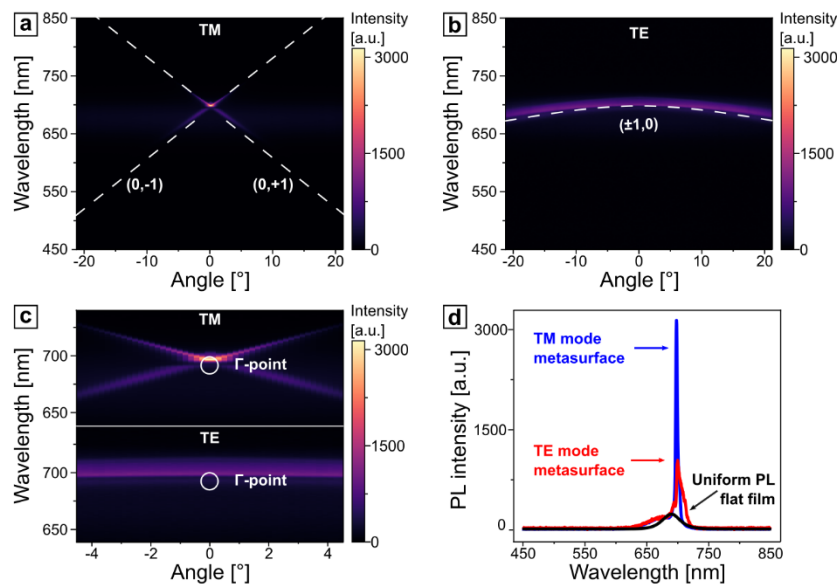 a
TM
Intensity
[a.u.]
Wavelength [nm]
850
750
650
550
450
(0,-1)
(0,+1)
-20
-10
0
10
20
Angle [°]
3000
1500
0
b
TE
Intensity
[a.u.]
Wavelength [nm]
850
750
650
550
450
(±1,0)
-20
-10
0
10
20
Angle [°]
3000
1500
0
c
TM
Intensity
[a.u.]
Wavelength [nm]
700
650
Γ-point
TE
700
650
Γ-point
-4
-2
0
2
4
Angle [°]
3000
1500
0
d
PL intensity [a.u.]
3000
1500
0
TM mode
metasurface
TE mode
metasurface
Uniform PL
flat film
450
550
650
750
850
Wavelength [nm]